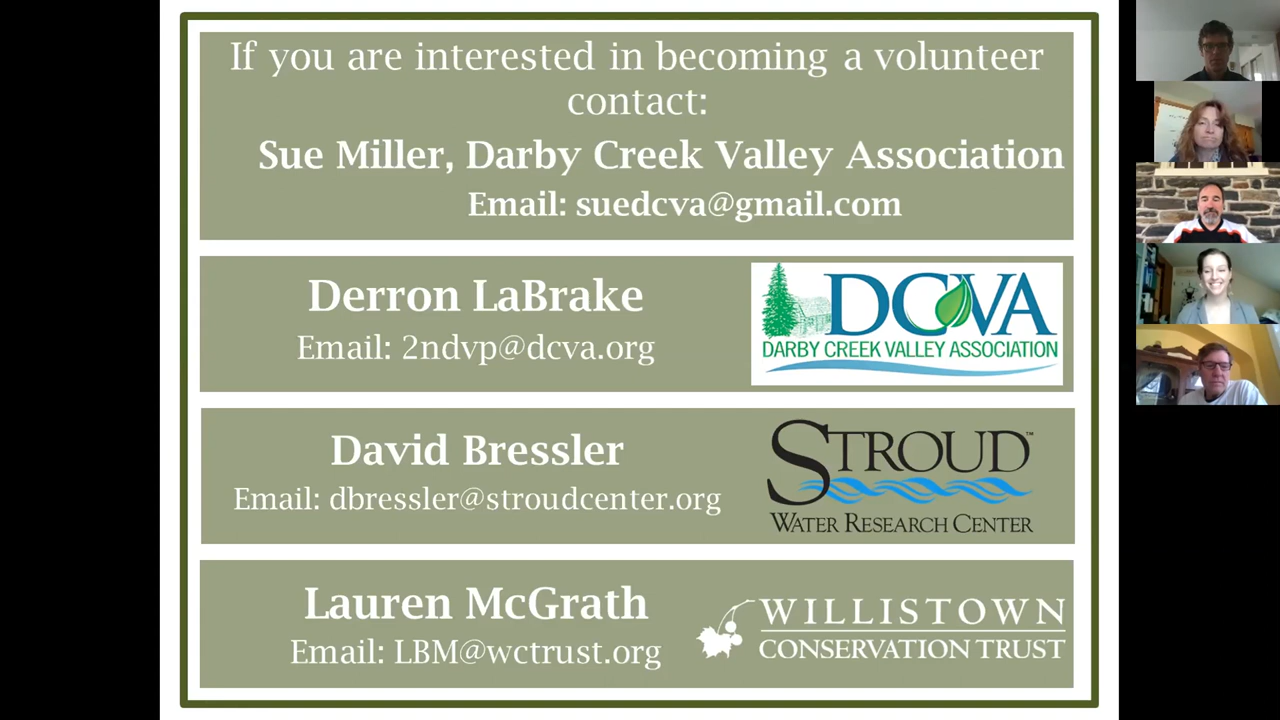 If you are interested in becoming a volunteer
contact:
Sue Miller, Darby Creek Valley Association
Email: suedcva@gmail.com
Derron LaBrake
Email: 2ndvp@dcva.org
DCVA
DARBY CREEK VALLEY ASSOCIATION
David Bressler
Email: dbressler@stroudcenter.org
STROUD™
WATER RESEARCH CENTER
Lauren McGrath
Email: LBM@wctrust.org
WILLISTOWN
CONSERVATION TRUST